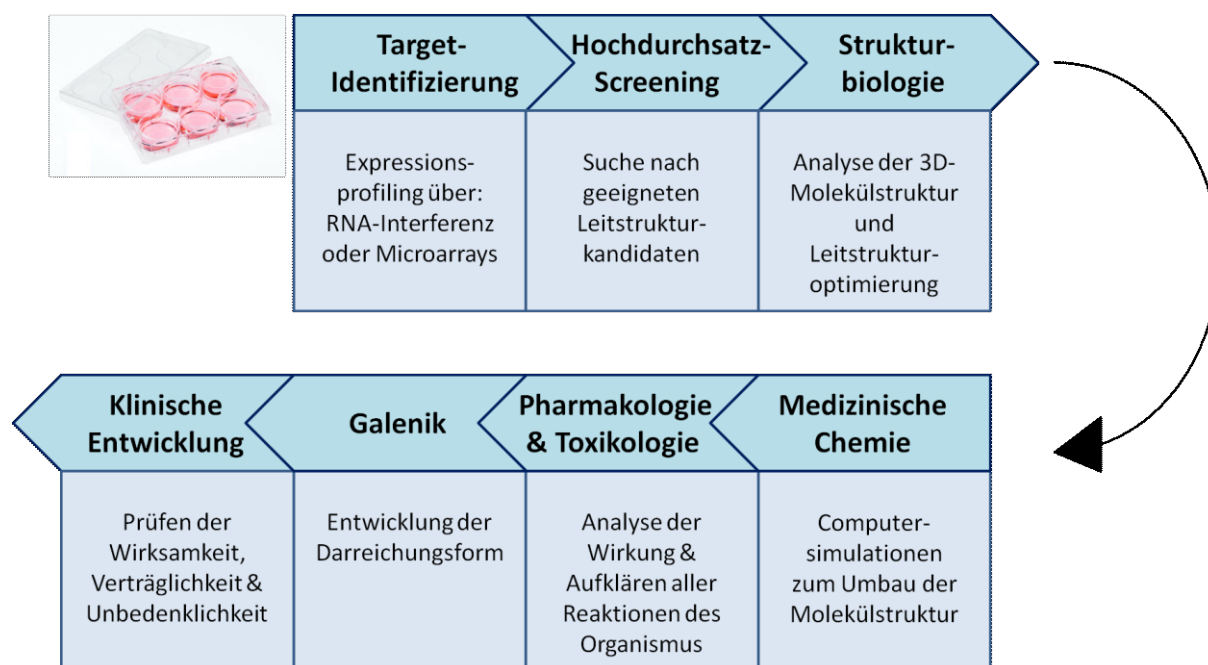 Target-
Identifizierung
Hochdurchsatz-
Screening
Struktur-
biologie
Expressions-
profiling über:
RNA-Interferenz
oder Microarrays
Suche nach
geeigneten
Leitstruktur-
kandidaten
Analyse der 3D-
Molekülstruktur
und
Leitstruktur-
optimierung
Klinische
Entwicklung
Galenik
Pharmakologie
& Toxikologie
Medizinische
Chemie
Prüfen der
Wirksamkeit,
Verträglichkeit &
Unbedenklichkeit
Entwicklung der
Darreichungsform
Analyse der
Wirkung &
Aufklären aller
Reaktionen des
Organismus
Computer-
simulationen
zum Umbau der
Molekülstruktur